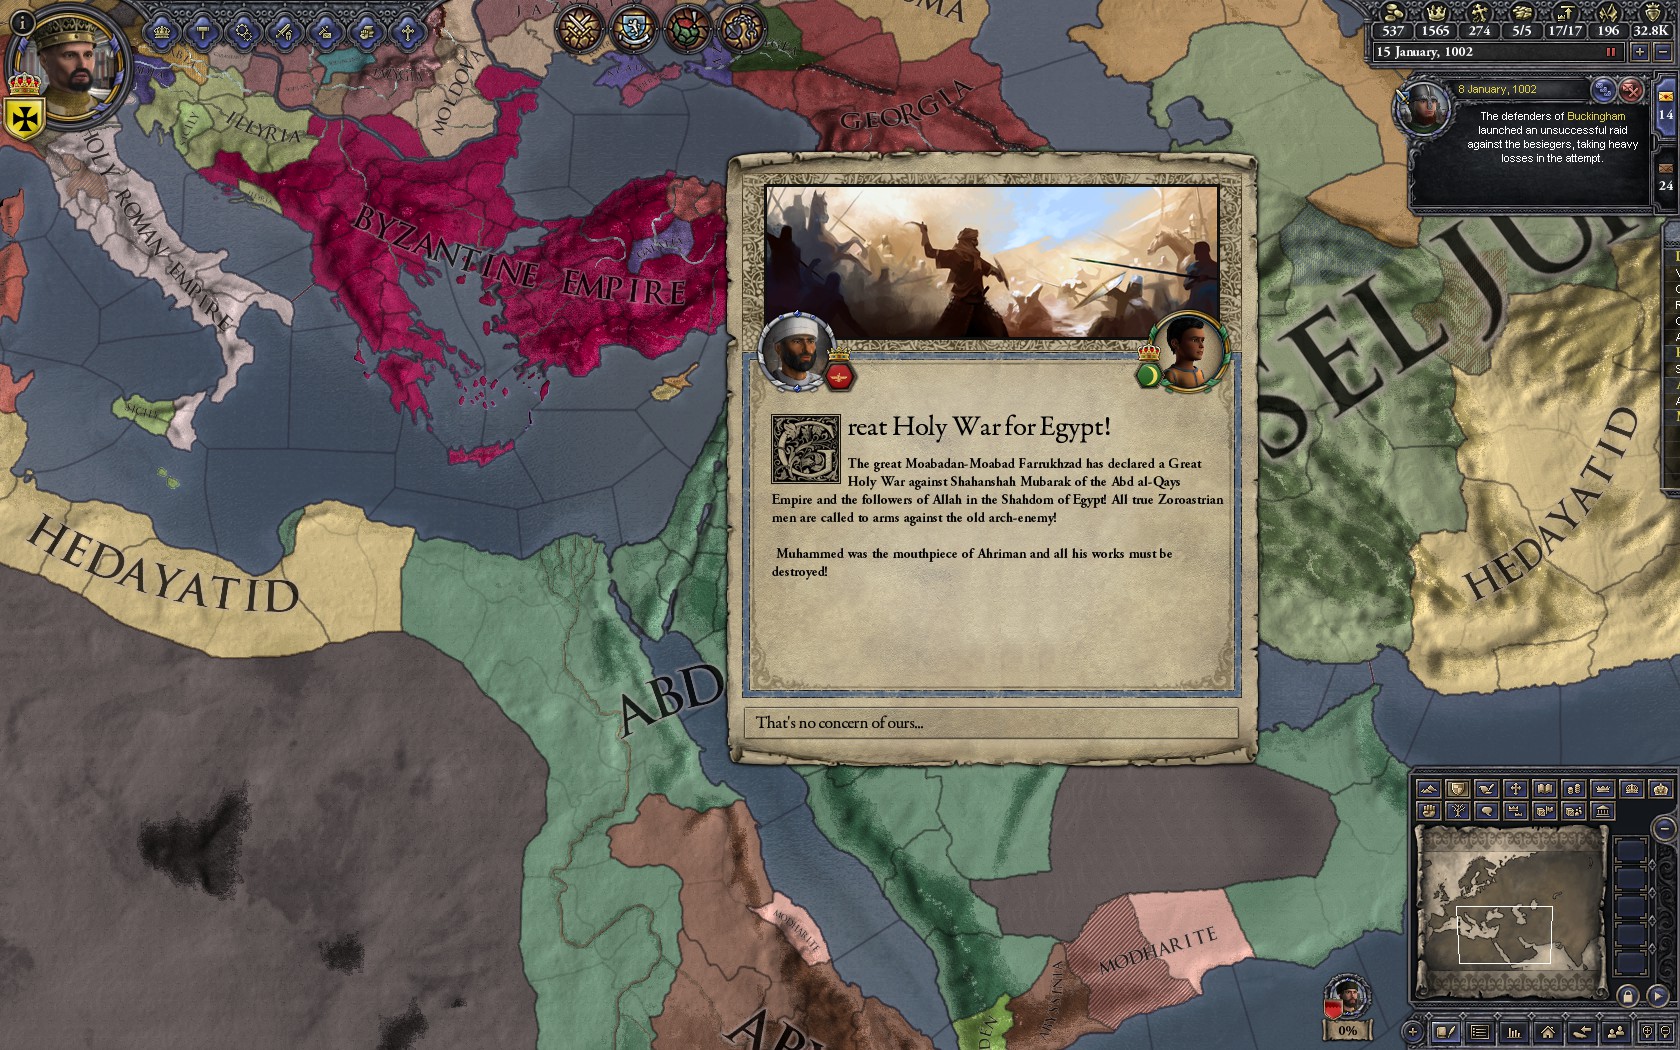 537 1565 274 5/5 17/17 196 32.8K
15 January, 1002
8 January, 1002
The defenders of Buckingham
launched an unsuccessful raid
against the besiegers, taking heavy
losses in the attempt.
14
24
MOLDOVA
GEORGIA
ILLYRIA
HOLY ROMAN EMPIRE
BYZANTINE EMPIRE
SICILY
SELJU
HEDAYATID
HEDAYATID
ABD
MODHARITE
MODHARITE
ABYSSINIA
Great Holy War for Egypt!
The great Moabadan-Moabad Farrukhzad has declared a Great
Holy War against Shahanshah Mubarak of the Abd al-Qays
Empire and the followers of Allah in the Shahdom of Egypt! All true Zoroastrian
men are called to arms against the old arch-enemy!
Muhammed was the mouthpiece of Ahriman and all his works must be
destroyed!
That's no concern of ours...
0%